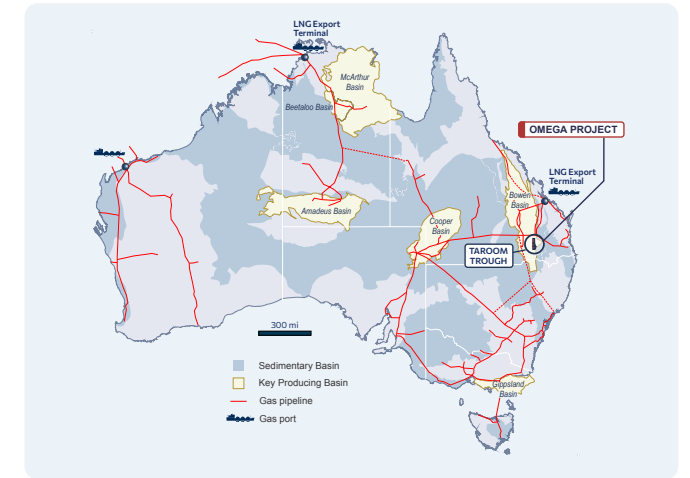 LNG Export
Terminal
McArthur
Basin
Beetaloo Basin
OMEGA PROJECT
LNG Export
Terminal
Bowen
Basin
Amadeus Basin
Cooper
Basin
TAROOM
TROUGH
300 mi
Sedimentary Basin
Key Producing Basin
Gas pipeline
Gas port
Gippsland
Basin